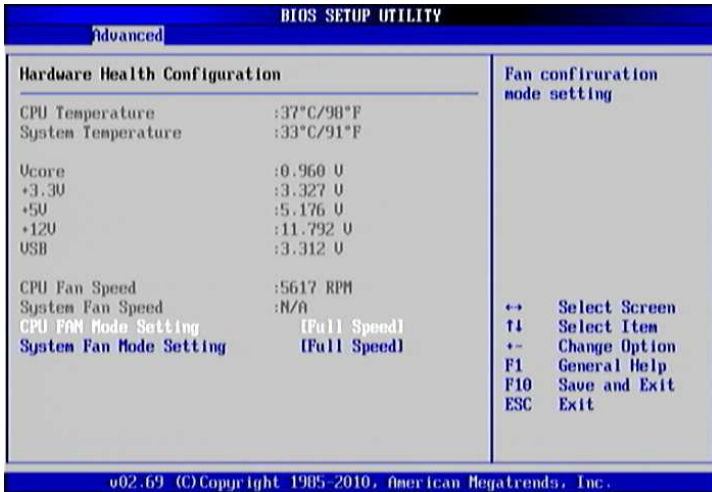 BIOS SETUP UTILITY
Advanced
Hardware Health Configuration
CPU Temperature :37°C/98°F
System Temperature :33°C/91°F
Vcore :0.960 V
+3.3V :3.327 V
+5V :5.176 V
+12V :11.792 V
USB :3.312 V
CPU Fan Speed :5617 RPM
System Fan Speed :N/A
CPU FAN Mode Setting [Full Speed]
System Fan Mode Setting [Full Speed]
Fan confiruration
mode setting
↔ Select Screen
↑↓ Select Item
+- Change Option
F1 General Help
F10 Save and Exit
ESC Exit
v02.69 (C)Copyright 1985-2010, American Megatrends, Inc.